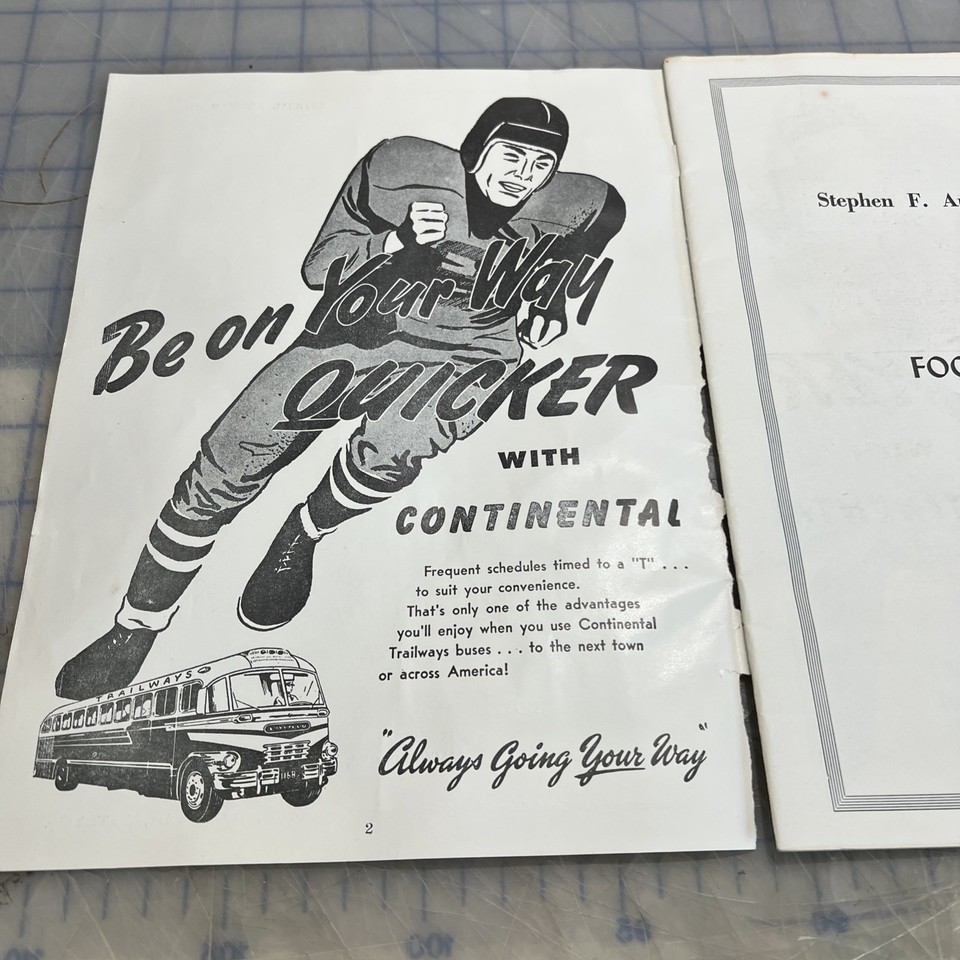 Be on Your Way
QUICKER
WITH
CONTINENTAL
Frequent schedules timed to a "T" . . .
to suit your convenience.
That's only one of the advantages
you'll enjoy when you use Continental
Trailways buses . . . to the next town
or across America!
TRAILWAYS
"Always Going Your Way"
2
Stephen F.